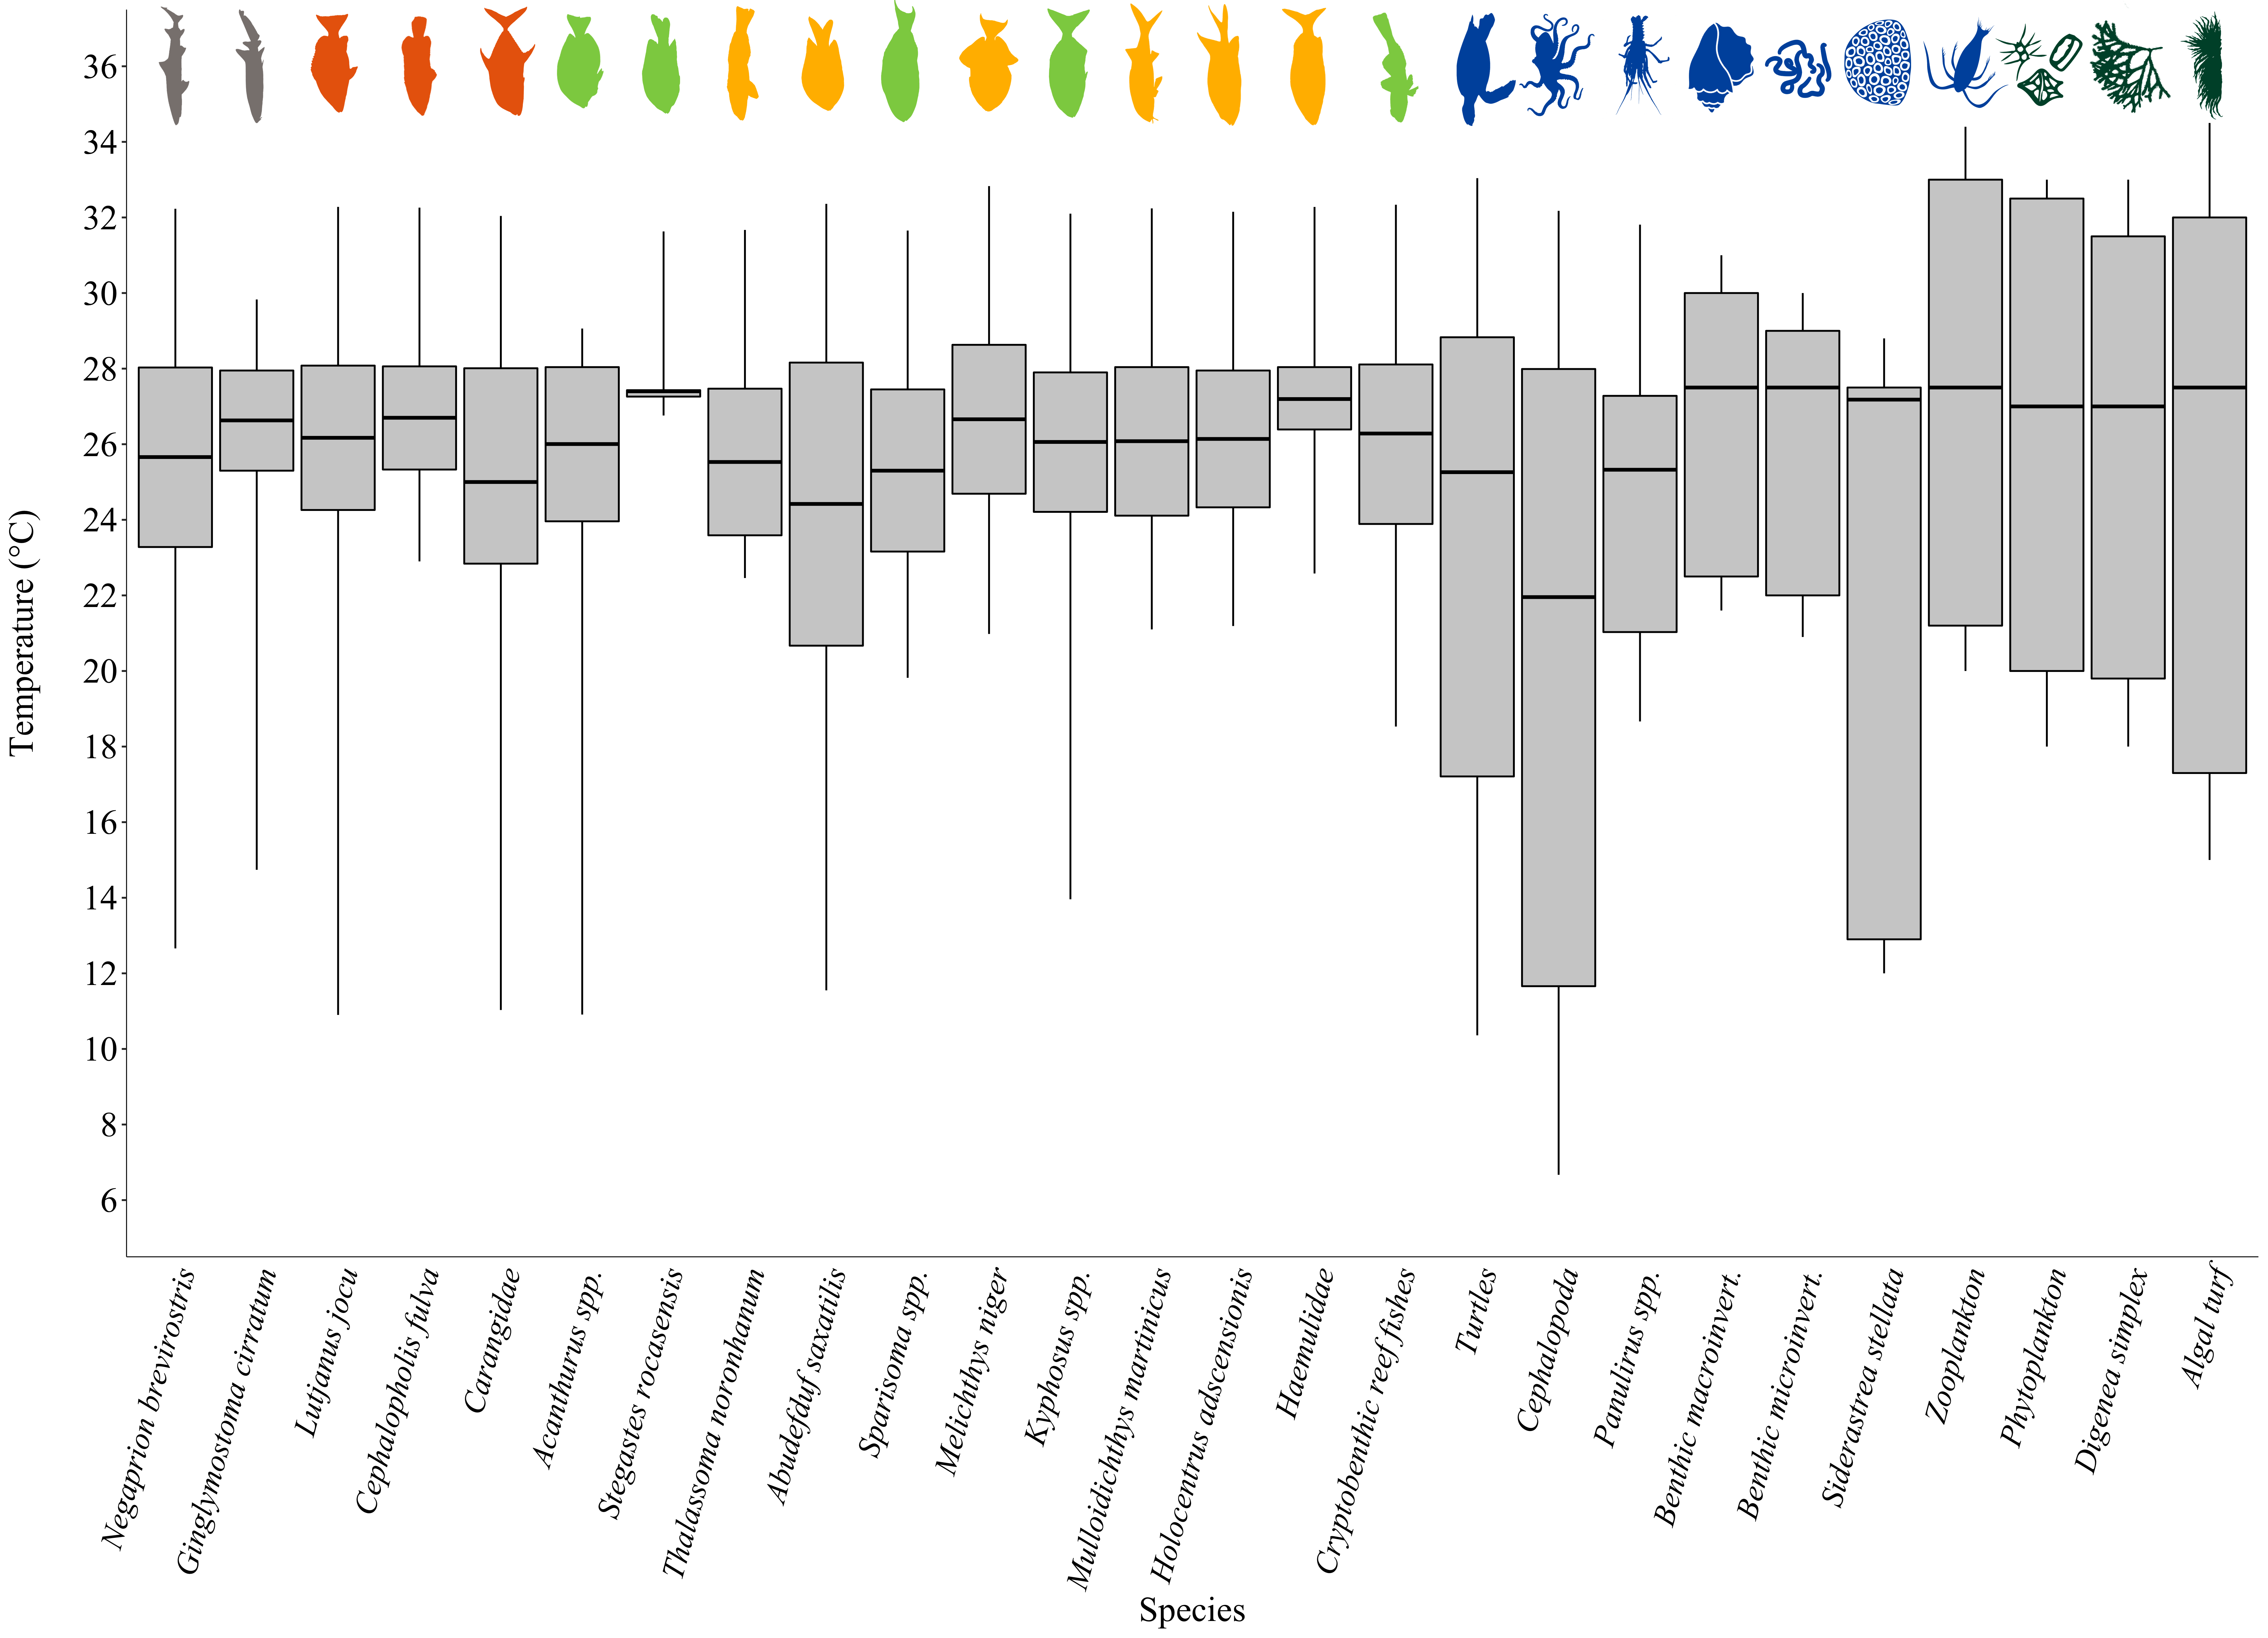 36
34
32
30
28
26
24
22
20
18
16
14
12
10
8
6
Temperature (°C)
Negaprion brevirostris
Ginglymostoma cirratum
Lutjanus jocu
Cephalopholis fulva
Carangidae
Acanthurus spp.
Stegastes rocasensis
Thalassoma noronhanum
Abudefduf saxatilis
Sparisoma spp.
Melichthys niger
Kyphosus spp.
Mulloidichthys martinicus
Holocentrus adscensionis
Haemulidae
Cryptobenthic reef fishes
Turtles
Cephalopoda
Panulirus spp.
Benthic macroinvert.
Benthic microinvert.
Siderastrea stellata
Zooplankton
Phytoplankton
Digenea simplex
Algal turf
Species